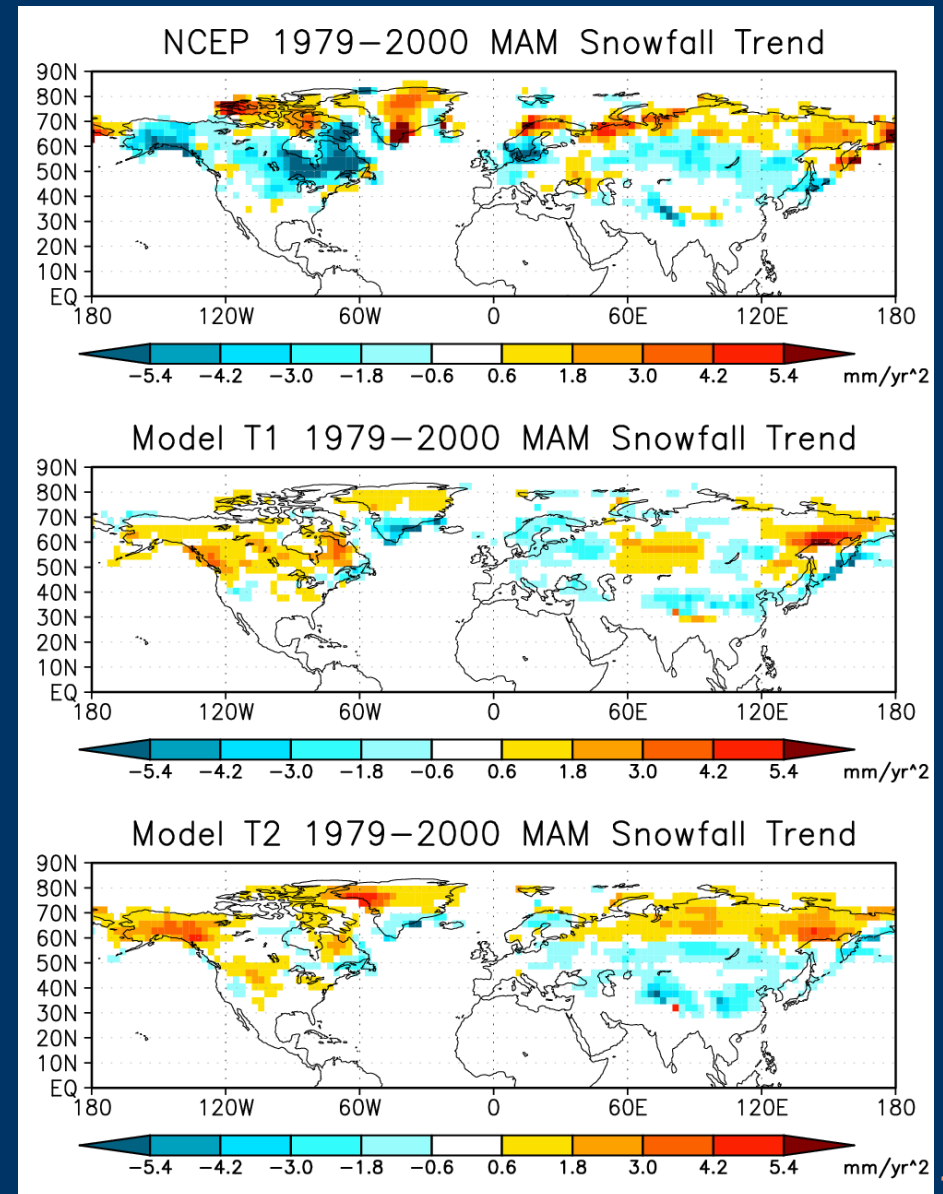 NCEP 1979-2000 MAM Snowfall Trend
90N
80N
70N
60N
50N
40N
30N
20N
10N
EQ
180 120W 60W 0 60E 120E 180
-5.4 -4.2 -3.0 -1.8 -0.6 0.6 1.8 3.0 4.2 5.4 mm/yr^2
Model T1 1979-2000 MAM Snowfall Trend
90N
80N
70N
60N
50N
40N
30N
20N
10N
EQ
180 120W 60W 0 60E 120E 180
-5.4 -4.2 -3.0 -1.8 -0.6 0.6 1.8 3.0 4.2 5.4 mm/yr^2
Model T2 1979-2000 MAM Snowfall Trend
90N
80N
70N
60N
50N
40N
30N
20N
10N
EQ
180 120W 60W 0 60E 120E 180
-5.4 -4.2 -3.0 -1.8 -0.6 0.6 1.8 3.0 4.2 5.4 mm/yr^2